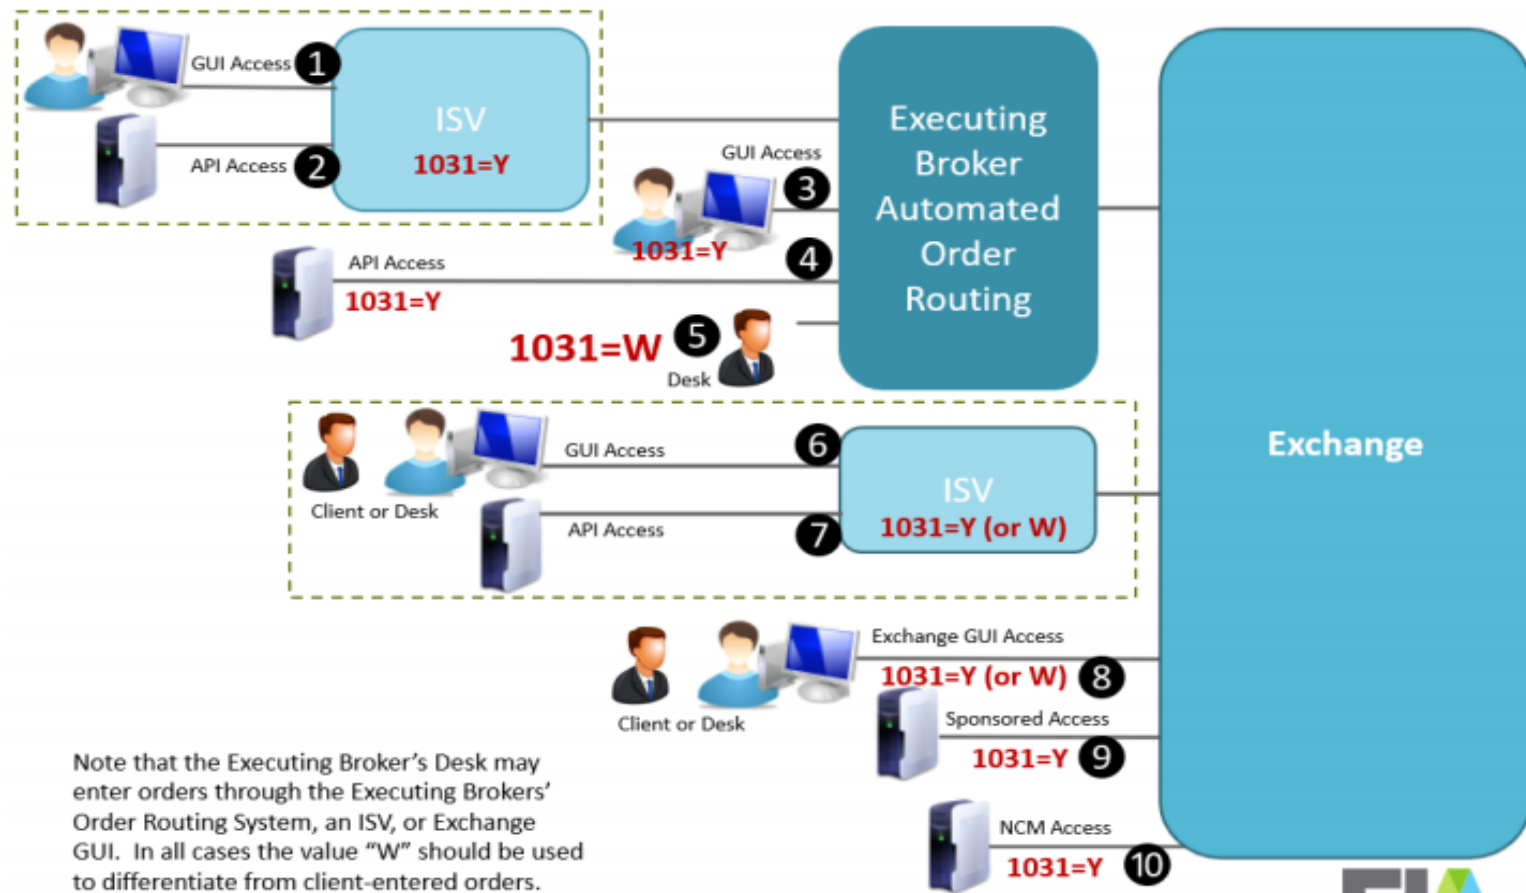 GUI Access 1
ISV
1031=Y
API Access 2
Executing
Broker
Automated
Order
Routing
GUI Access
3
1031=Y
API Access
4
1031=Y
1031=W 5
Desk
Exchange
GUI Access
6
ISV
1031=Y (or W)
Client or Desk
API Access
7
Exchange GUI Access
1031=Y (or W) 8
Client or Desk
Sponsored Access
1031=Y 9
NCM Access
1031=Y 10
Note that the Executing Broker's Desk may
enter orders through the Executing Brokers'
Order Routing System, an ISV, or Exchange
GUI. In all cases the value "W" should be used
to differentiate from client-entered orders.